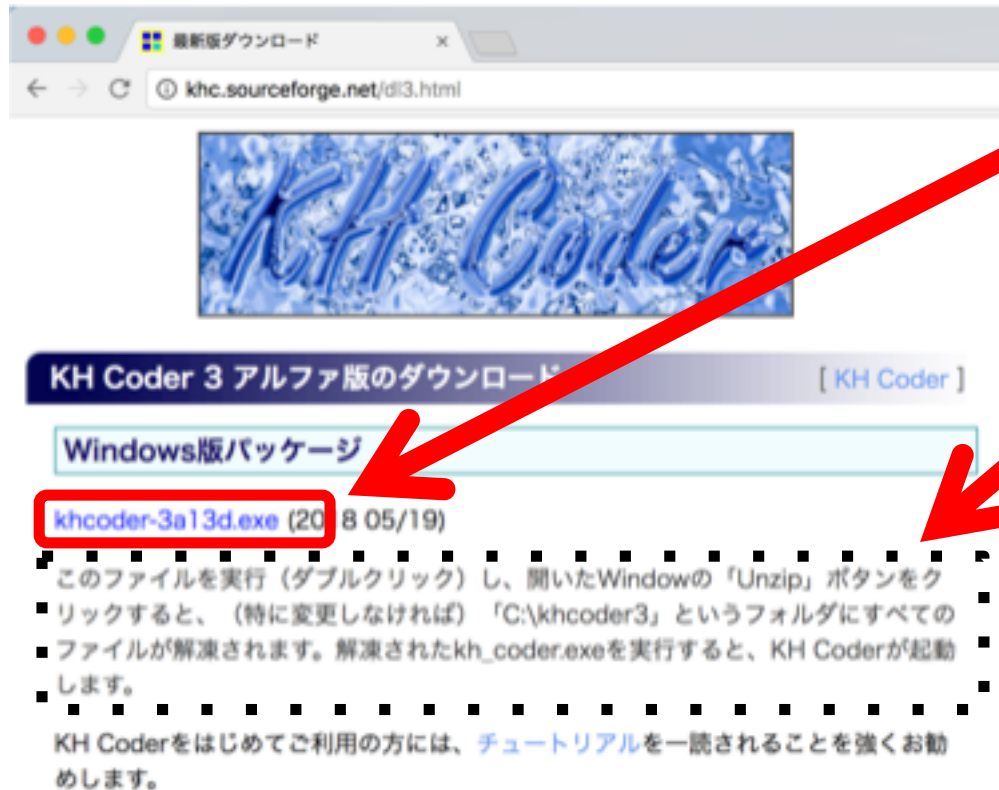 最新版ダウンロード
khc.sourceforge.net/dl3.html
KH Coder
KH Coder 3 アルファ版のダウンロード [ KH Coder ]
Windows版パッケージ
khcoder-3a13d.exe (2018 05/19)
このファイルを実行(ダブルクリック)し、開いたWindowの「Unzip」ボタンをク
リックすると、(特に変更しなければ)「C:\khcoder3」というフォルダにすべての
ファイルが解凍されます。解凍されたkh_coder.exeを実行すると、KH Coderが起動
します。
KH Coderをはじめてご利用の方には、チュートリアルを一読されることを強くお勧
めします。